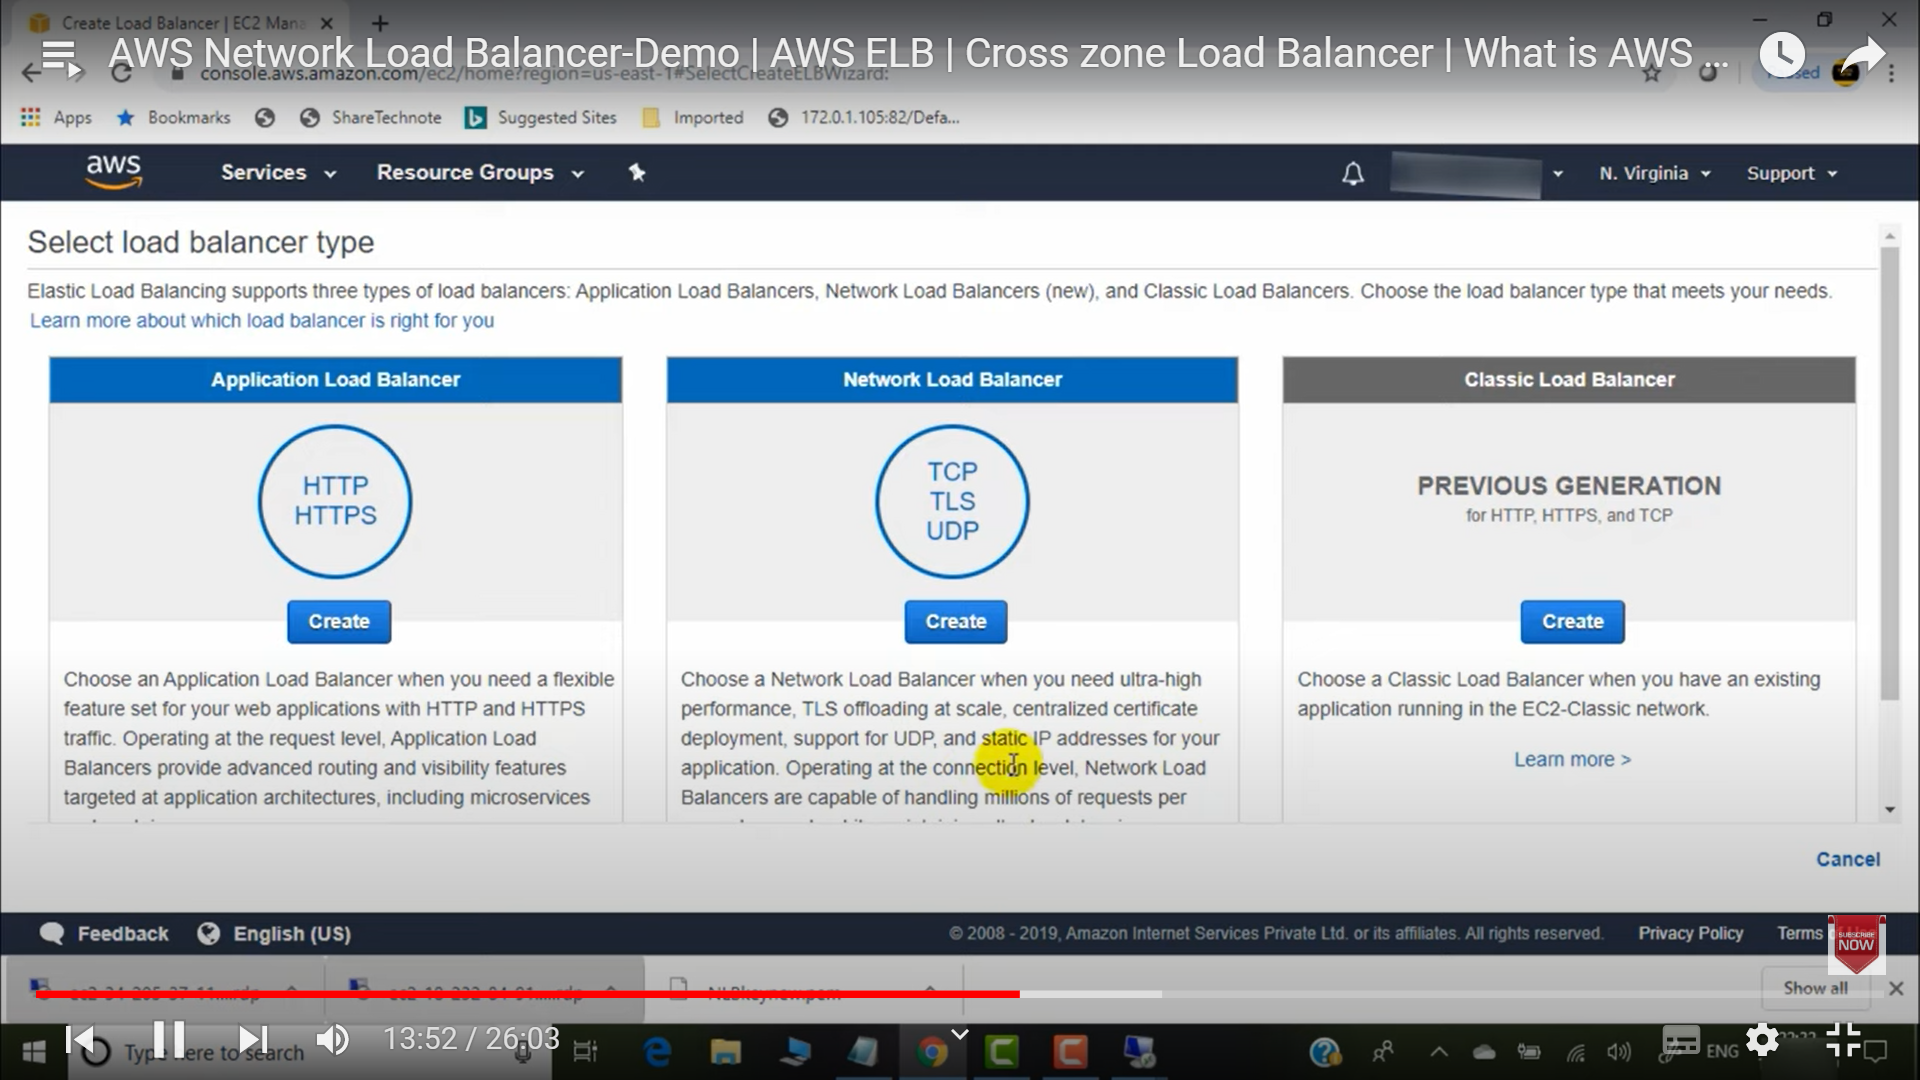 Create Load Balancer | EC2 Mana
AWS Network Load Balancer-Demo | AWS ELB | Cross zone Load Balancer | What is AWS ...
console.aws.amazon.com/ec2/home?region=us-east-1#SelectCreateELBWizard:
Apps
Bookmarks
ShareTechnote
Suggested Sites
Imported
172.0.1.105:82/Defa...
aws
Services
Resource Groups
N. Virginia
Support
Select load balancer type
Elastic Load Balancing supports three types of load balancers: Application Load Balancers, Network Load Balancers (new), and Classic Load Balancers. Choose the load balancer type that meets your needs.
Learn more about which load balancer is right for you
Application Load Balancer
HTTP
HTTPS
Create
Choose an Application Load Balancer when you need a flexible
feature set for your web applications with HTTP and HTTPS
traffic. Operating at the request level, Application Load
Balancers provide advanced routing and visibility features
targeted at application architectures, including microservices
Network Load Balancer
TCP
TLS
UDP
Create
Choose a Network Load Balancer when you need ultra-high
performance, TLS offloading at scale, centralized certificate
deployment, support for UDP, and static IP addresses for your
application. Operating at the connection level, Network Load
Balancers are capable of handling millions of requests per
Classic Load Balancer
PREVIOUS GENERATION
for HTTP, HTTPS, and TCP
Create
Choose a Classic Load Balancer when you have an existing
application running in the EC2-Classic network.
Learn more >
Cancel
Feedback
English (US)
© 2008 - 2019, Amazon Internet Services Private Ltd. or its affiliates. All rights reserved.
Privacy Policy
Terms
SUBSCRIBE
NOW
Show all
13:52 / 26:03
Type here to search
ENG